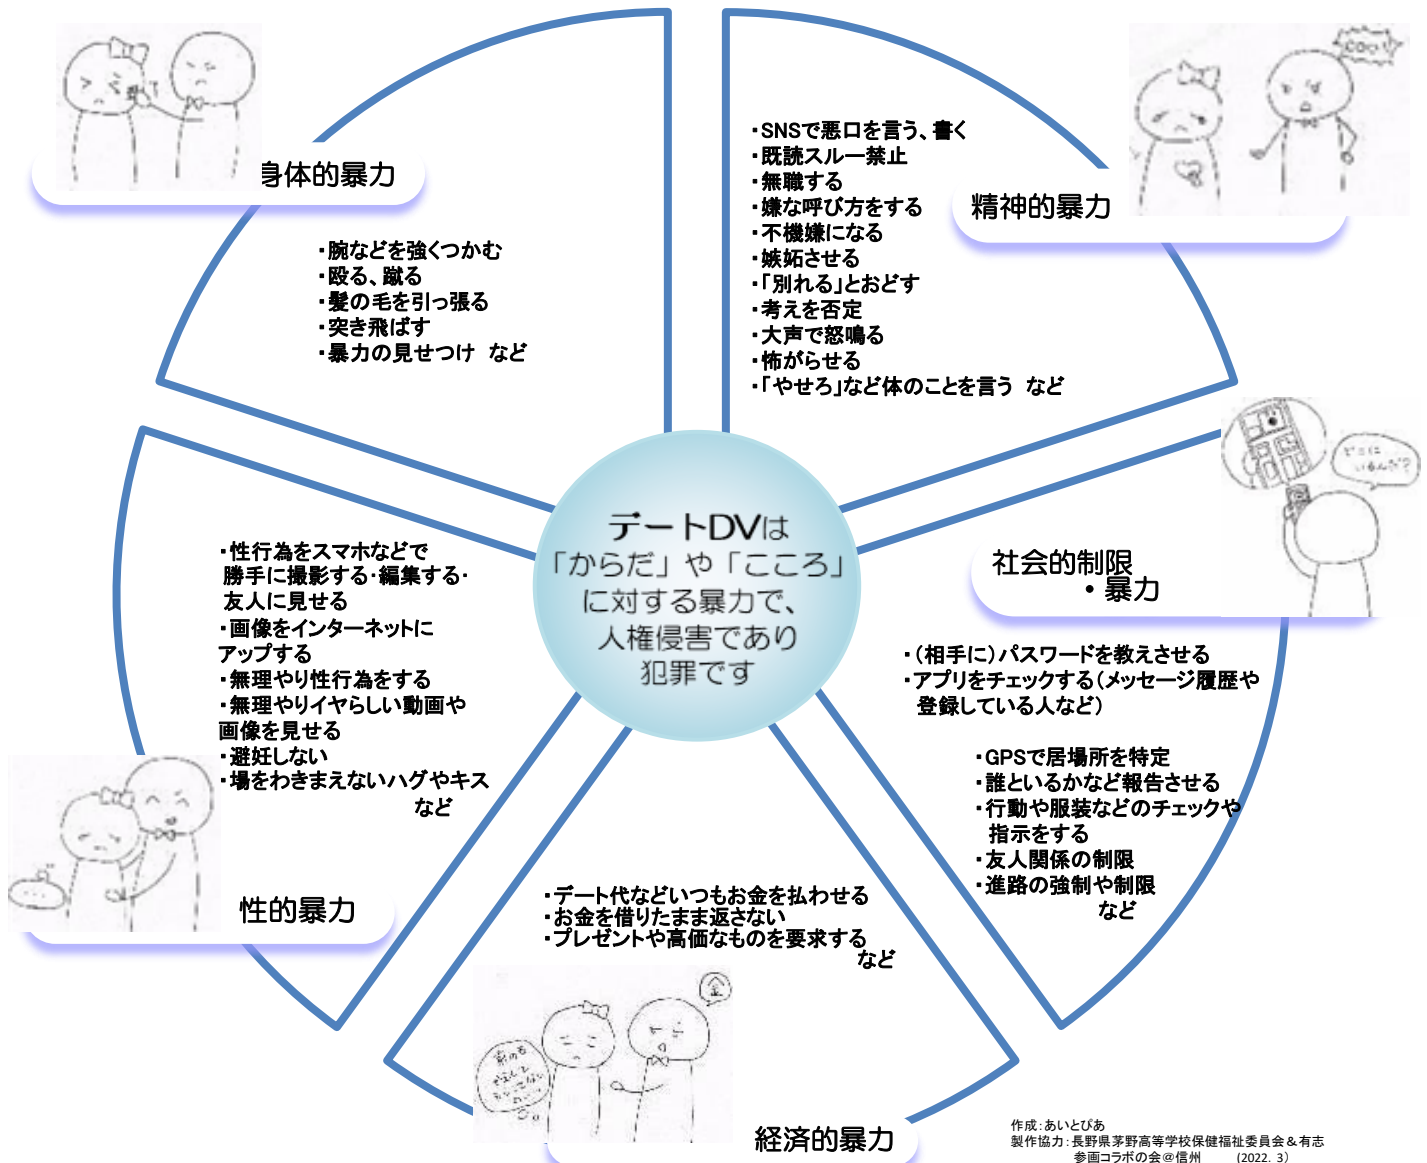 身体的暴力
・腕などを強くつかむ
・殴る、蹴る
・髪の毛を引っ張る
・突き飛ばす
・暴力の見せつけ など
精神的暴力
・SNSで悪口を言う、書く
・既読スルー禁止
・無職する
・嫌な呼び方をする
・不機嫌になる
・嫉妬させる
・「別れる」とおどす
・考えを否定
・大声で怒鳴る
・怖がらせる
・「やせろ」など体のことを言う など
デートDVは
「からだ」や「こころ」
に対する暴力で、
人権侵害であり
犯罪です
どこに
いるんだ?
社会的制限
・暴力
・(相手に)パスワードを教えさせる
・アプリをチェックする(メッセージ履歴や
登録している人など)
・GPSで居場所を特定
・誰といるかなど報告させる
・行動や服装などのチェックや
指示をする
・友人関係の制限
・進路の強制や制限
など
・性行為をスマホなどで
勝手に撮影する・編集する・
友人に見せる
・画像をインターネットに
アップする
・無理やり性行為をする
・無理やりイヤらしい動画や
画像を見せる
・避妊しない
・場をわきまえないハグやキス
など
性的暴力
・デート代などいつもお金を払わせる
・お金を借りたまま返さない
・プレゼントや高価なものを要求する
など
金
経済的暴力
作成:あいとぴあ
製作協力:長野県茅野高等学校保健福祉委員会&有志
参画コラボの会@信州 (2022. 3)